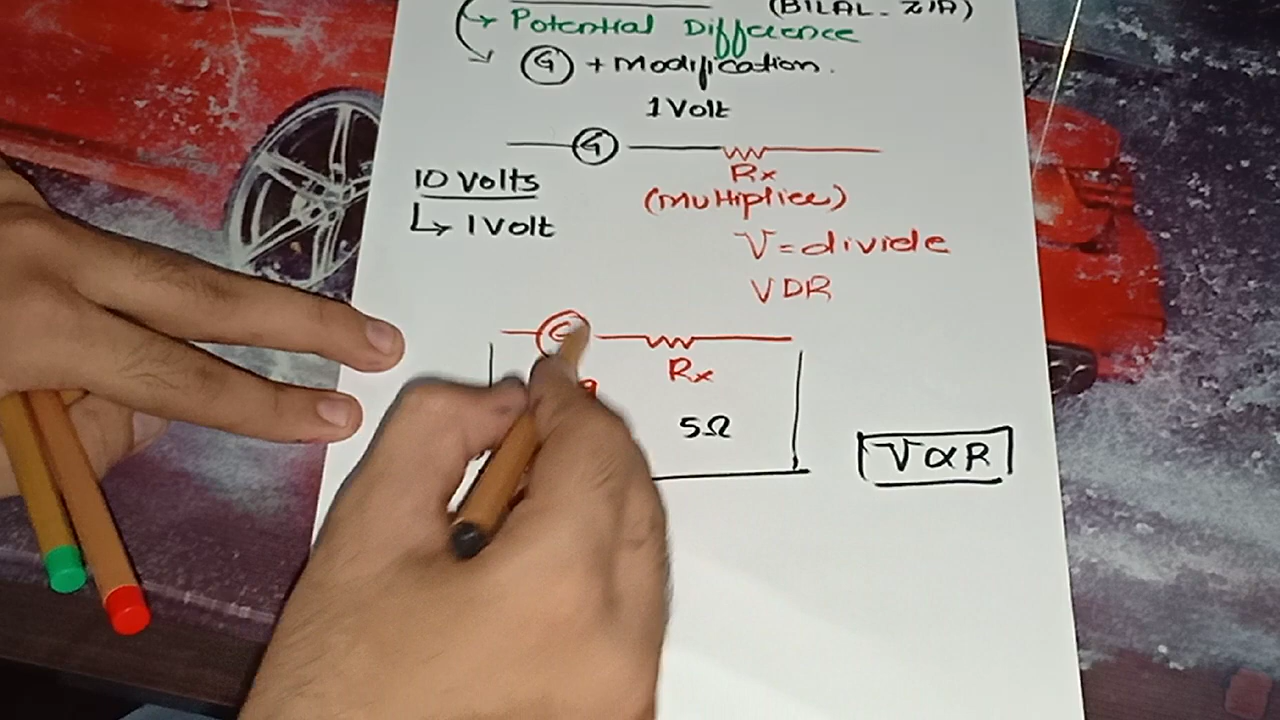 (BILAL - ZIA)
Potential Difference
G + Modification.
1 Volt
G
Rx
10 Volts
(Multiplier)
1 Volt
V = divide
VDR
G
Rx
5Ω
V∝R